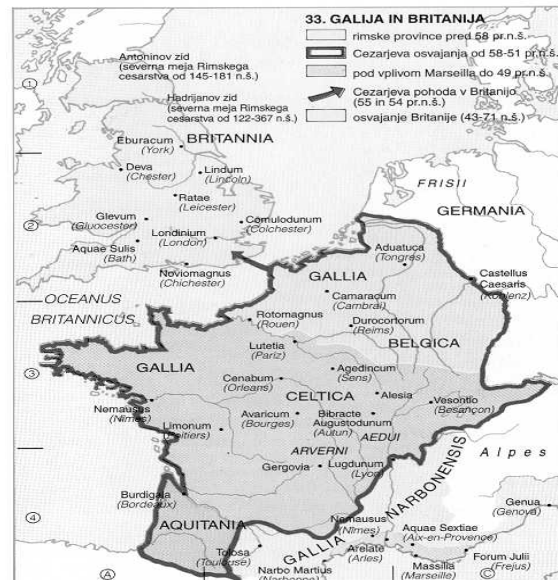 33. GALIJA IN BRITANIJA
rimske province pred 58 pr.n.š.
Cezarjeva osvajanja od 58-51 pr.n.š.
pod vplivom Marseilla do 49 pr.n.š.
Cezarjeva pohoda v Britanijo
(55 in 54 pr.n.š.)
osvajanje Britanije (43-71 n.š.)
Antoninov zid
(severna meja Rimskega
cesarstva od 145-181 n.š.)
Hadrijanov zid
(severna meja Rimskega
cesarstva od 122-367 n.š.)
1
Eburacum
(York)
BRITANNIA
Deva
(Chester)
Lindum
(Lincoln)
Ratae
(Leicester)
FRISII
GERMANIA
Glevum
(Gluocester)
Comulodunum
(Colchester)
2
Londinium
(London)
Aquae Sulis
(Bath)
Noviomagnus
(Chichester)
Aduatuca
(Tongres)
GALLIA
Castellus
Caesaris
(Koblenz)
OCEANUS
BRITANNICUS
Camaracum
(Cambrai)
Rotomagnus
(Rouen)
Durocortorum
(Reims)
BELGICA
Lutetia
(Pariz)
3
GALLIA
Agedincum
(Sens)
Cenabum
(Orleans)
CELTICA
Alesia
Vesontio
(Besançon)
Nemausus
(Nîmes)
Avaricum
(Bourges)
Bibracte
Augustodunum
(Autun)
Limonum
(Poitiers)
AEDUI
ARVERNI
Gergovia
Lugdunum
(Lyon)
Alpes
Burdigala
(Bordeaux)
4
AQUITANIA
GALLIA NARBONENSIS
Genua
(Genova)
Nemausus
(Nîmes)
Aquae Sextiae
(Aix-en-Provence)
Tolosa
(Toulouse)
Arelate
(Arles)
Forum Julii
(Frejus)
Narbo Martius
(Narbonne)
Massilia
(Marseille)
A
C